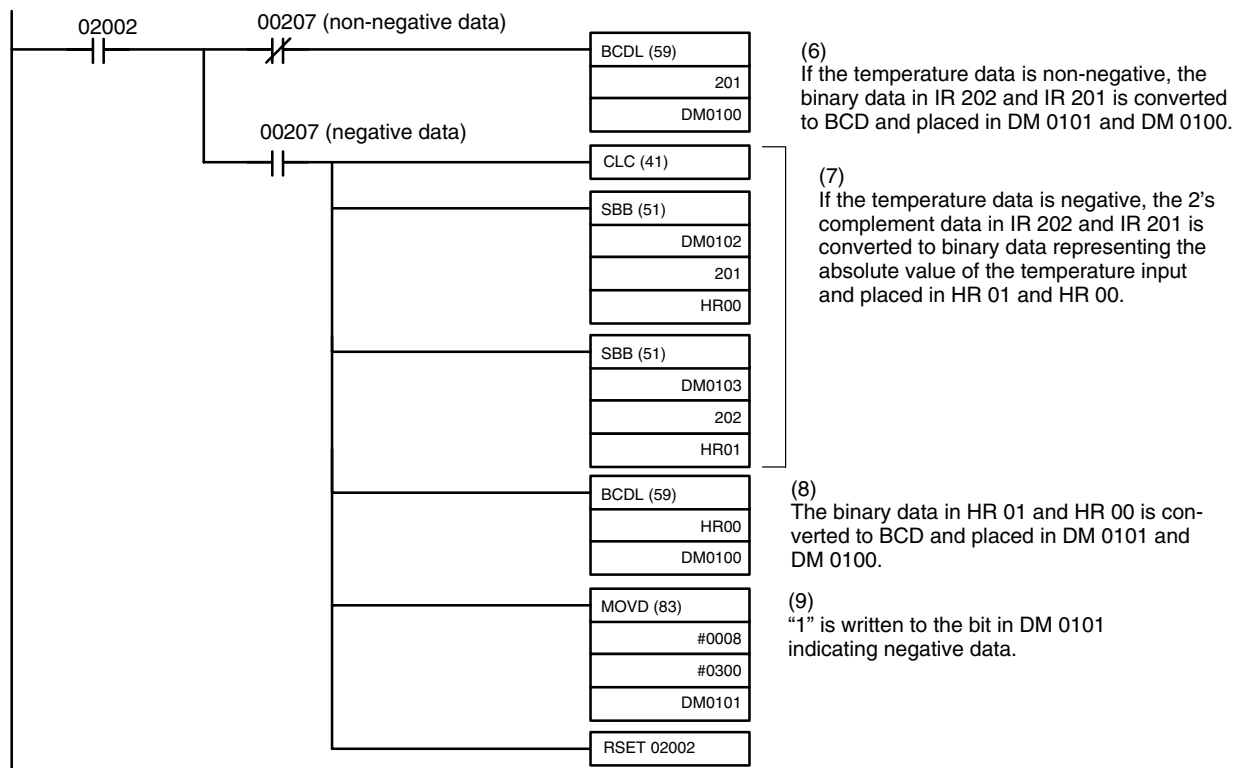 02002
00207 (non-negative data)
BCDL (59)
201
DM0100
(6)
If the temperature data is non-negative, the
binary data in IR 202 and IR 201 is converted
to BCD and placed in DM 0101 and DM 0100.
00207 (negative data)
CLC (41)
SBB (51)
DM0102
201
HR00
SBB (51)
DM0103
202
HR01
(7)
If the temperature data is negative, the 2’s
complement data in IR 202 and IR 201 is
converted to binary data representing the
absolute value of the temperature input
and placed in HR 01 and HR 00.
BCDL (59)
HR00
DM0100
(8)
The binary data in HR 01 and HR 00 is con-
verted to BCD and placed in DM 0101 and
DM 0100.
MOVD (83)
#0008
#0300
DM0101
(9)
“1” is written to the bit in DM 0101
indicating negative data.
RSET 02002